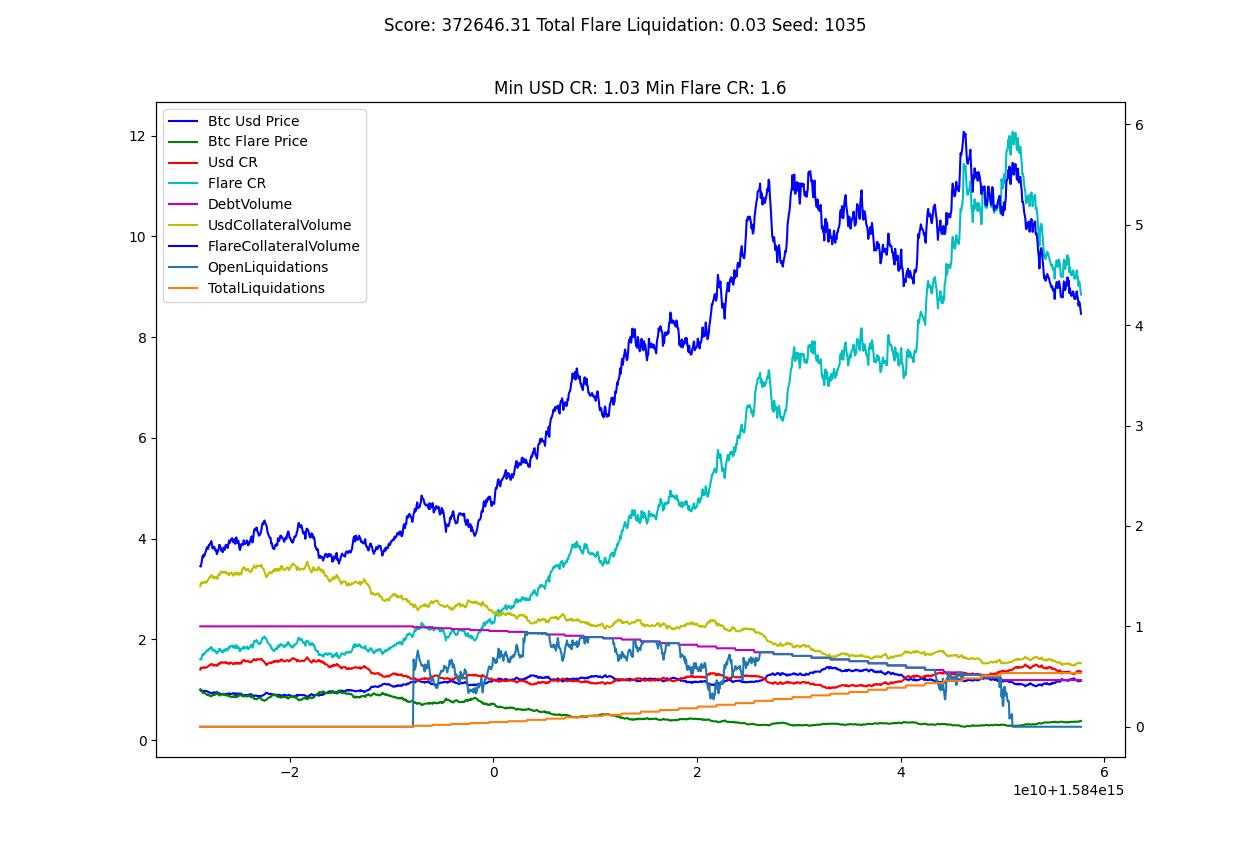 Score: 372646.31 Total Flare Liquidation: 0.03 Seed: 1035
Min USD CR: 1.03 Min Flare CR: 1.6
Btc Usd Price
Btc Flare Price
Usd CR
Flare CR
DebtVolume
UsdCollateralVolume
FlareCollateralVolume
OpenLiquidations
TotalLiquidations
12
10
8
6
4
2
0
6
5
4
3
2
1
0
−2 0 2 4 6
1e10+1.584e15